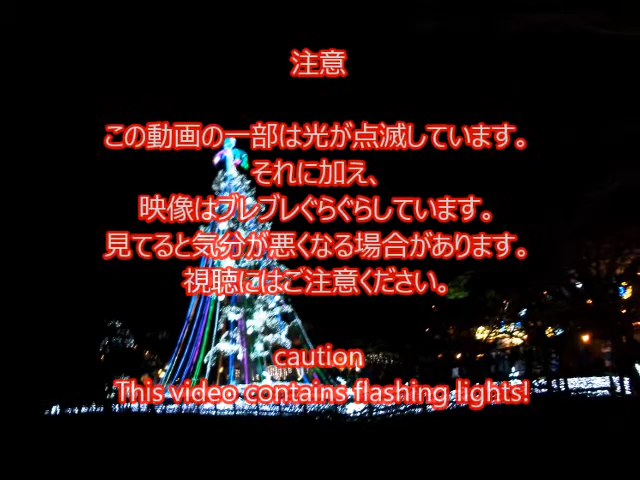 注意
この動画の一部は光が点滅しています。
それに加え、
映像はブレブレぐらぐらしています。
見てると気分が悪くなる場合があります。
視聴にはご注意ください。
caution
This video contains flashing lights!